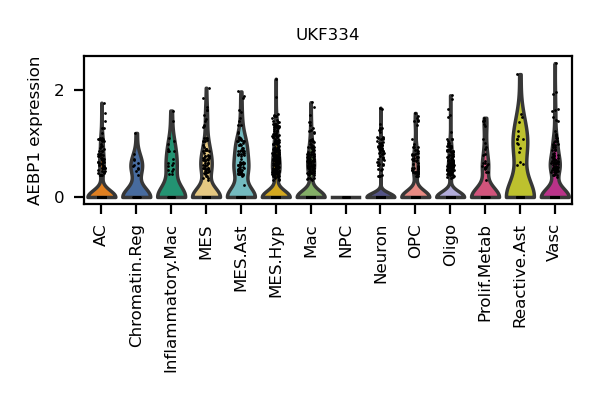 UKF334
AEBP1 expression
2
0
AC
Chromatin.Reg
Inflammatory.Mac
MES
MES.Ast
MES.Hyp
Mac
NPC
Neuron
OPC
Oligo
Prolif.Metab
Reactive.Ast
Vasc